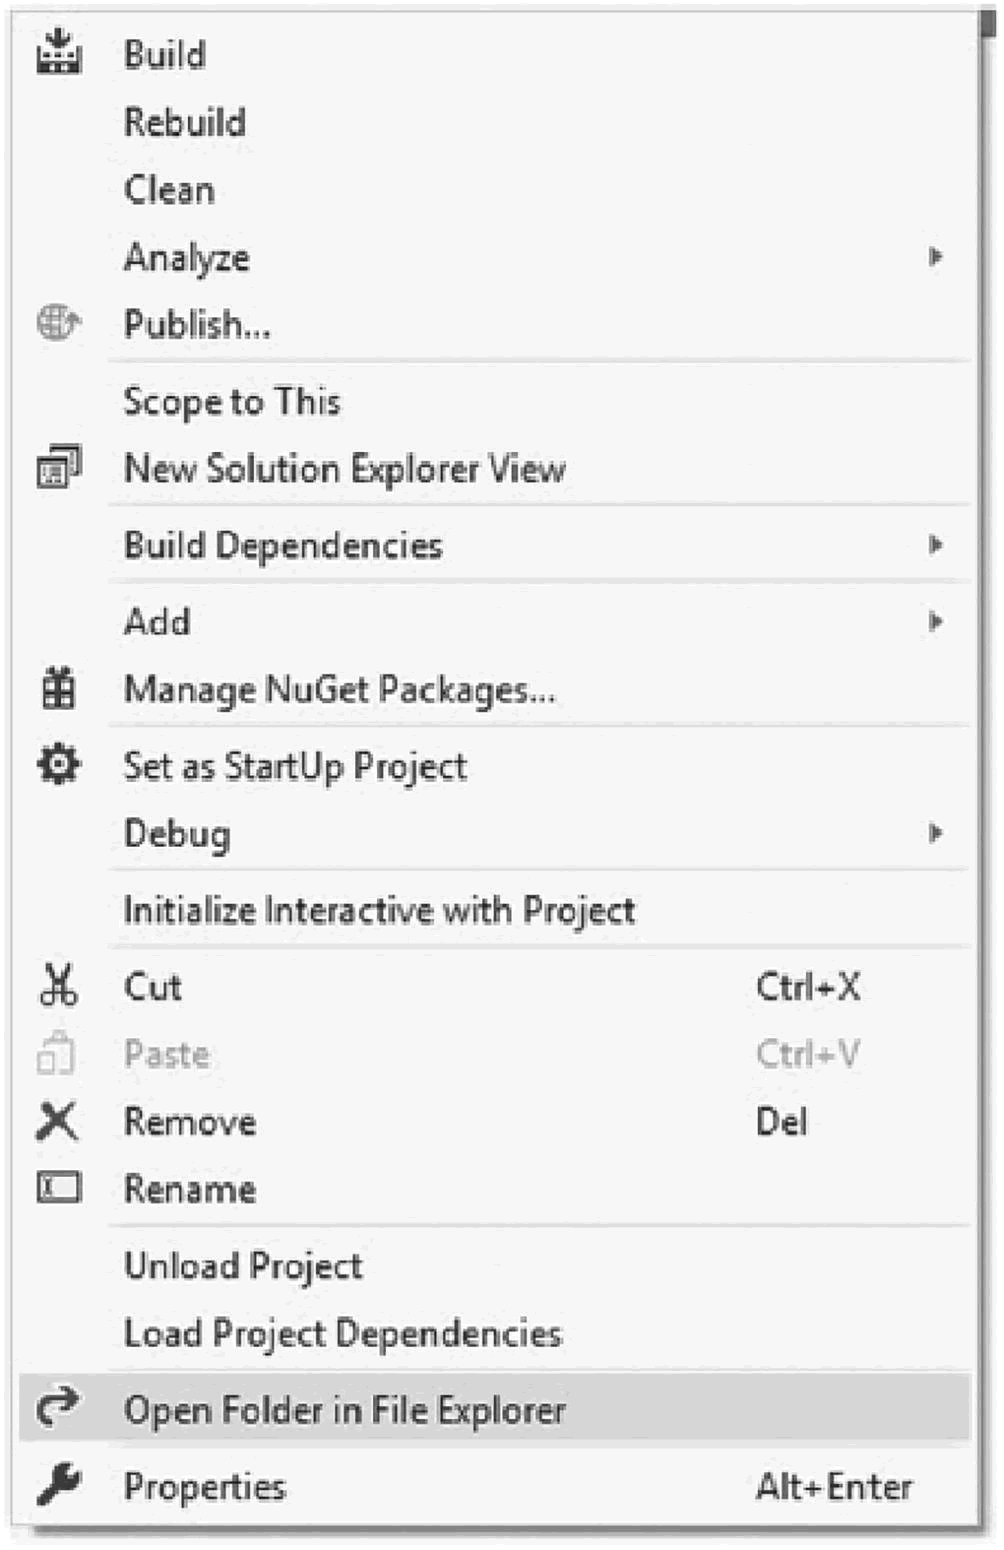 Build
Rebuild
Clean
Analyze
Publish...
Scope to This
New Solution Explorer View
Build Dependencies
Add
Manage NuGet Packages...
Set as StartUp Project
Debug
Initialize Interactive with Project
Cut Ctrl+X
Paste Ctrl+V
Remove Del
Rename
Unload Project
Load Project Dependencies
Open Folder in File Explorer
Properties Alt+Enter